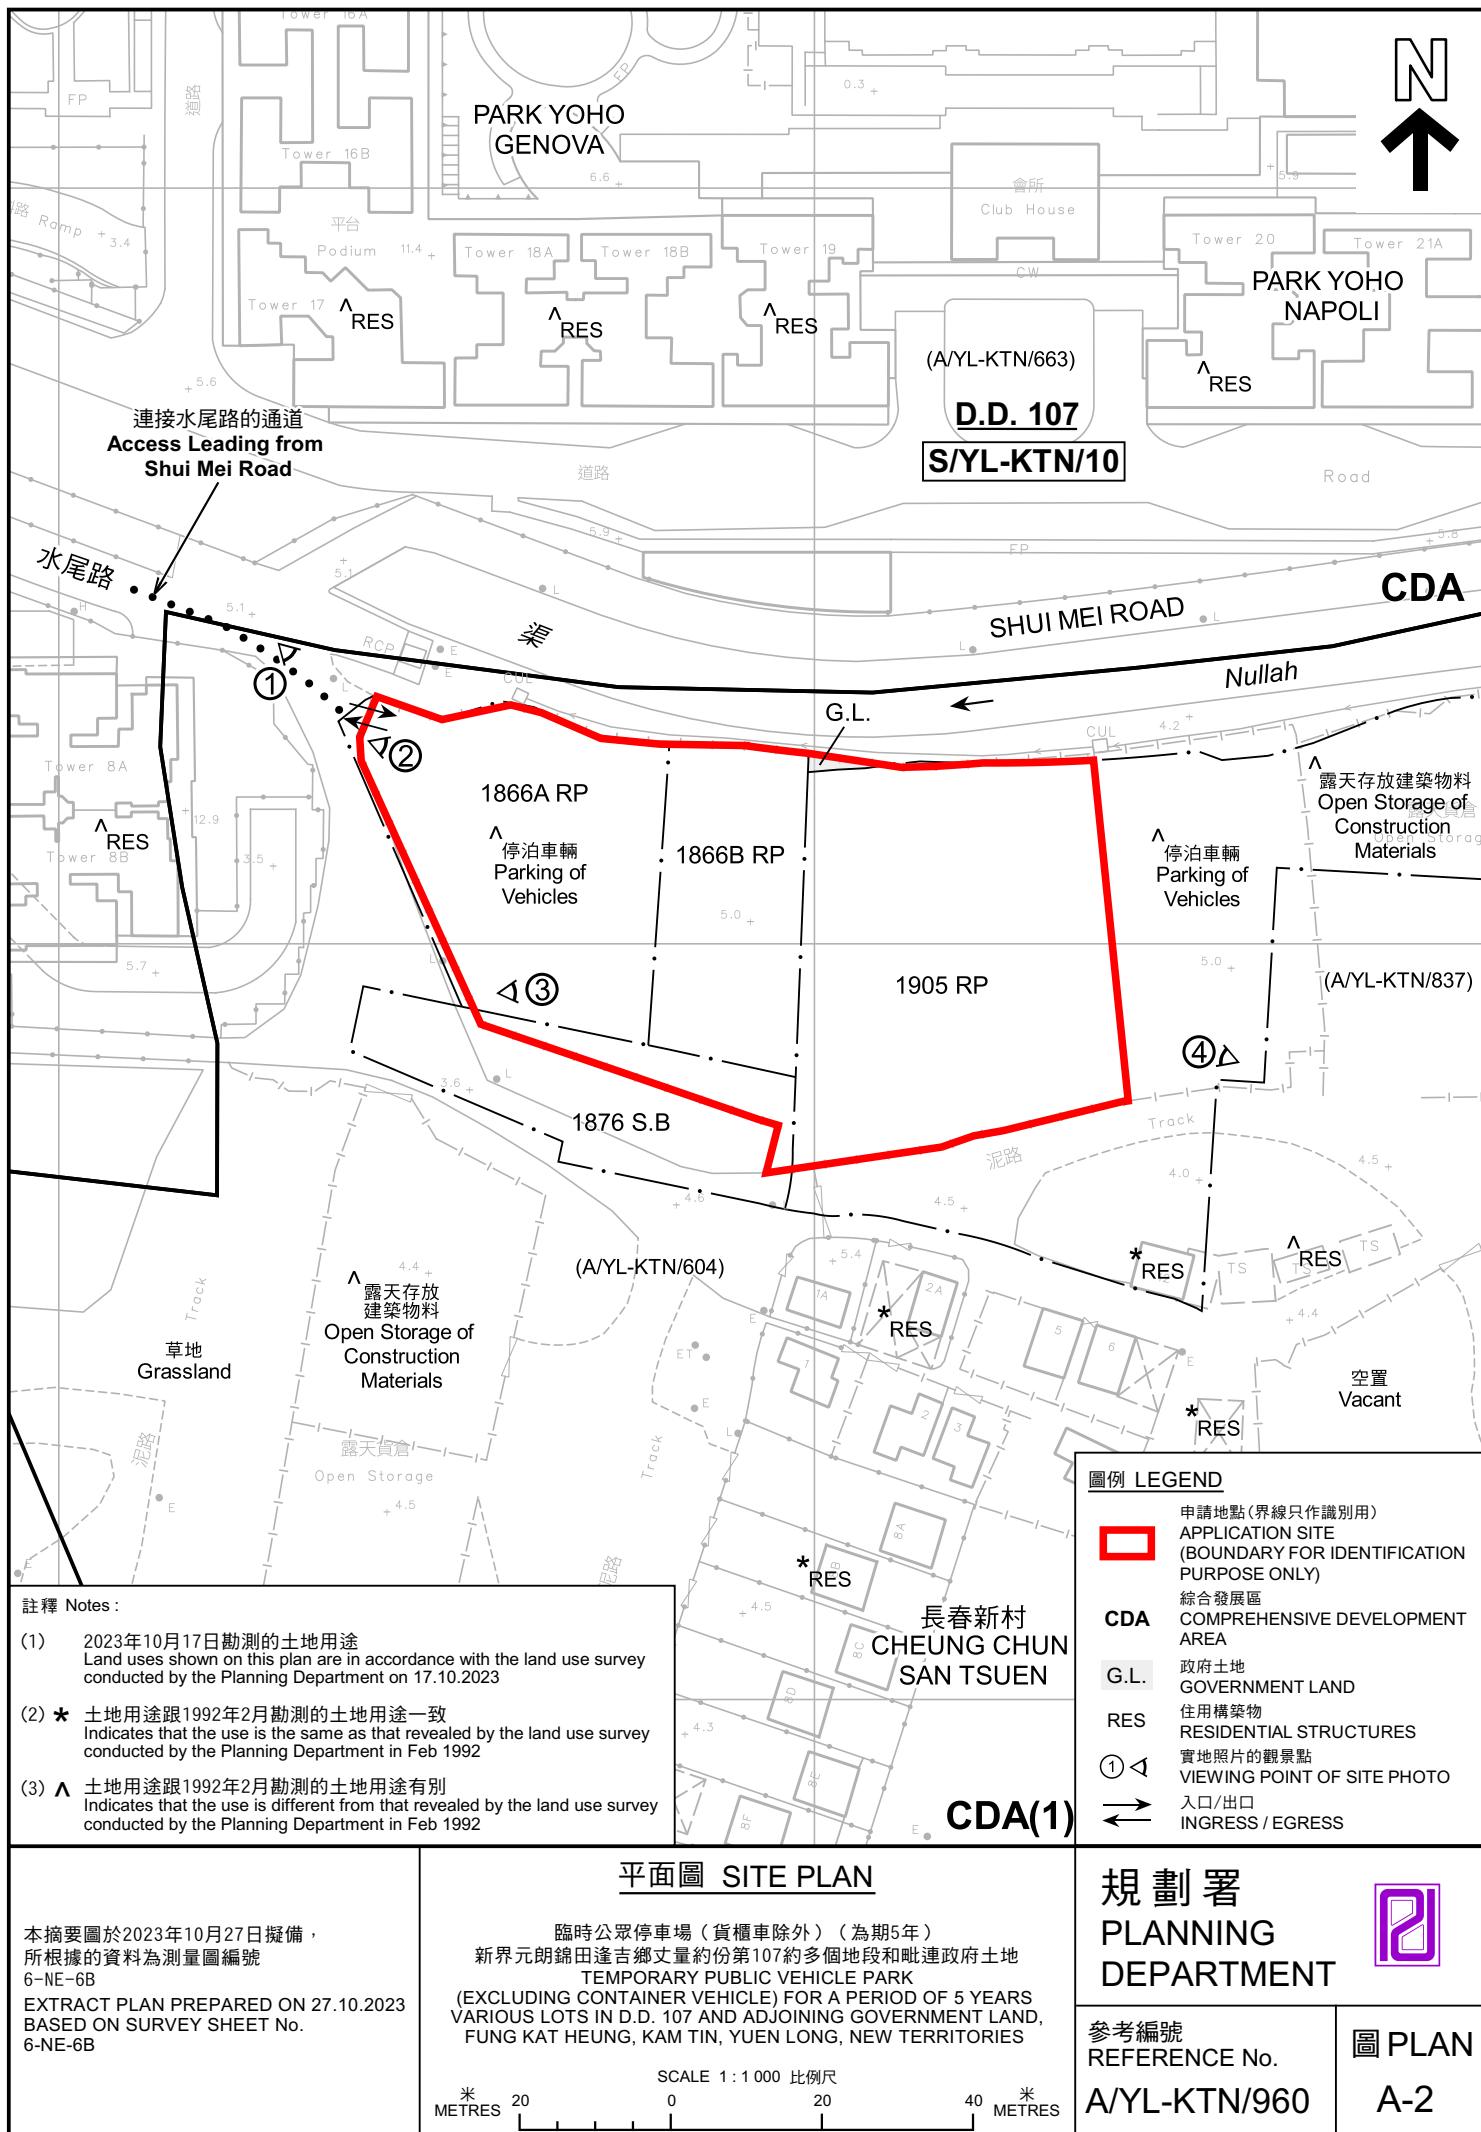 Tower 16A
FP
道路
FP
0.3
N
PARK YOHO
GENOVA
Tower 16B
6.6
5.9
會所
Club House
Ramp
3.4
平台
Podium
11.4
Tower 18A
Tower 18B
Tower 19
Tower 20
Tower 21A
CW
PARK YOHO
NAPOLI
Tower 17
^RES
^RES
^RES
(A/YL-KTN/663)
^RES
5.6
連接水尾路的通道
Access Leading from
Shui Mei Road
D.D. 107
S/YL-KTN/10
道路
Road
5.9
FP
5.8
水尾路
5.1
L
CDA
H
5.1
渠
SHUI MEI ROAD
L
RCP
E
E
L
Nullah
1
L
CUL
G.L.
4.2
CUL
2
Tower 8A
1866A RP
^
停泊車輛
Parking of
Vehicles
1866B RP
^
停泊車輛
Parking of
Vehicles
^
露天存放建築物料
Open Storage of
Construction
Materials
露天貨倉
Open Storag
12.9
^RES
Tower 8B
3.5
5.0
5.7
L
3
1905 RP
5.0
(A/YL-KTN/837)
4
3.6
L
1876 S.B
Track
泥路
4.0
4.5
4.6
4.5
(A/YL-KTN/604)
5.4
*RES
^RES
TS
TS
TS
4.4
^
露天存放
建築物料
Open Storage of
Construction
Materials
Track
草地
Grassland
1A
2A
*RES
E
4.4
5
6
E
ET
1
空置
Vacant
E
2
3
*RES
泥路
露天貨倉
Open Storage
L
Track
E
4.5
8A
E
泥路
*RES
8B
4.5
長春新村
CHEUNG CHUN
SAN TSUEN
8C
8D
4.3
8E
8F
E
CDA(1)
圖例 LEGEND
申請地點(界線只作識別用)
APPLICATION SITE
(BOUNDARY FOR IDENTIFICATION
PURPOSE ONLY)
CDA
綜合發展區
COMPREHENSIVE DEVELOPMENT
AREA
G.L.
政府土地
GOVERNMENT LAND
RES
住用構築物
RESIDENTIAL STRUCTURES
1
實地照片的觀景點
VIEWING POINT OF SITE PHOTO
入口/出口
INGRESS / EGRESS
註釋 Notes :
(1) 2023年10月17日勘測的土地用途
Land uses shown on this plan are in accordance with the land use survey
conducted by the Planning Department on 17.10.2023
(2) * 土地用途跟1992年2月勘測的土地用途一致
Indicates that the use is the same as that revealed by the land use survey
conducted by the Planning Department in Feb 1992
(3) ^ 土地用途跟1992年2月勘測的土地用途有別
Indicates that the use is different from that revealed by the land use survey
conducted by the Planning Department in Feb 1992
本摘要圖於2023年10月27日擬備，
所根據的資料為測量圖編號
6-NE-6B
EXTRACT PLAN PREPARED ON 27.10.2023
BASED ON SURVEY SHEET No.
6-NE-6B
平面圖 SITE PLAN
臨時公眾停車場（貨櫃車除外）（為期5年）
新界元朗錦田逢吉鄉丈量約份第107約多個地段和毗連政府土地
TEMPORARY PUBLIC VEHICLE PARK
(EXCLUDING CONTAINER VEHICLE) FOR A PERIOD OF 5 YEARS
VARIOUS LOTS IN D.D. 107 AND ADJOINING GOVERNMENT LAND,
FUNG KAT HEUNG, KAM TIN, YUEN LONG, NEW TERRITORIES
SCALE 1 : 1 000 比例尺
米
METRES
20 0 20 40
米
METRES
規劃署
PLANNING
DEPARTMENT
參考編號
REFERENCE No.
A/YL-KTN/960
圖 PLAN
A-2